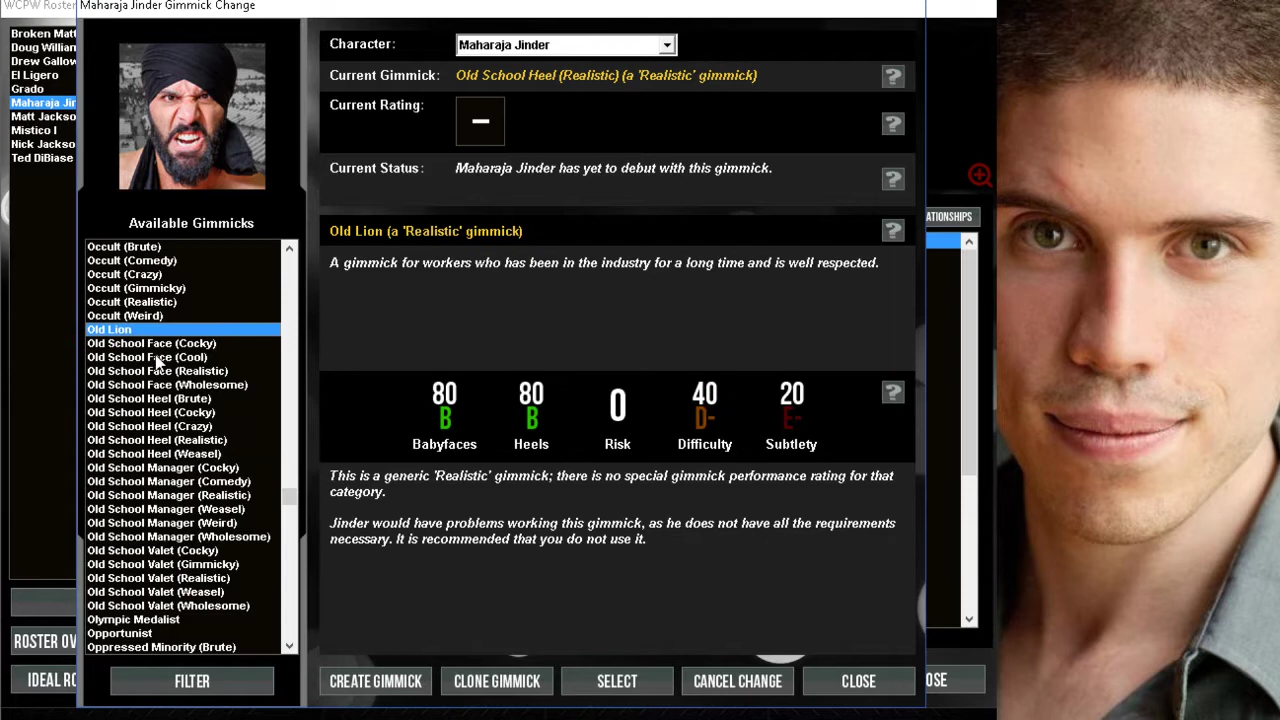 WCPW Roster
Maharaja Jinder Gimmick Change
Broken Matt
Doug William
Drew Gallow
El Ligero
Grado
Maharaja Jin
Matt Jackso
Mistico I
Nick Jackso
Ted DiBiase
Character:
Maharaja Jinder
Current Gimmick:
Old School Heel (Realistic) (a 'Realistic' gimmick)
?
Current Rating:
–
?
Current Status:
Maharaja Jinder has yet to debut with this gimmick.
?
Available Gimmicks
Occult (Brute)
Occult (Comedy)
Occult (Crazy)
Occult (Gimmicky)
Occult (Realistic)
Occult (Weird)
Old Lion
Old School Face (Cocky)
Old School Face (Cool)
Old School Face (Realistic)
Old School Face (Wholesome)
Old School Heel (Brute)
Old School Heel (Cocky)
Old School Heel (Crazy)
Old School Heel (Realistic)
Old School Heel (Weasel)
Old School Manager (Cocky)
Old School Manager (Comedy)
Old School Manager (Realistic)
Old School Manager (Weasel)
Old School Manager (Weird)
Old School Manager (Wholesome)
Old School Valet (Cocky)
Old School Valet (Gimmicky)
Old School Valet (Realistic)
Old School Valet (Weasel)
Old School Valet (Wholesome)
Olympic Medalist
Opportunist
Oppressed Minority (Brute)
Old Lion (a 'Realistic' gimmick)
?
A gimmick for workers who has been in the industry for a long time and is well respected.
80 80 0 40 20
B B D- E-
Babyfaces Heels Risk Difficulty Subtlety
?
This is a generic 'Realistic' gimmick; there is no special gimmick performance rating for that
category.
Jinder would have problems working this gimmick, as he does not have all the requirements
necessary. It is recommended that you do not use it.
ATIONSHIPS
ROSTER OV
IDEAL RO
FILTER
CREATE GIMMICK
CLONE GIMMICK
SELECT
CANCEL CHANGE
CLOSE
OSE